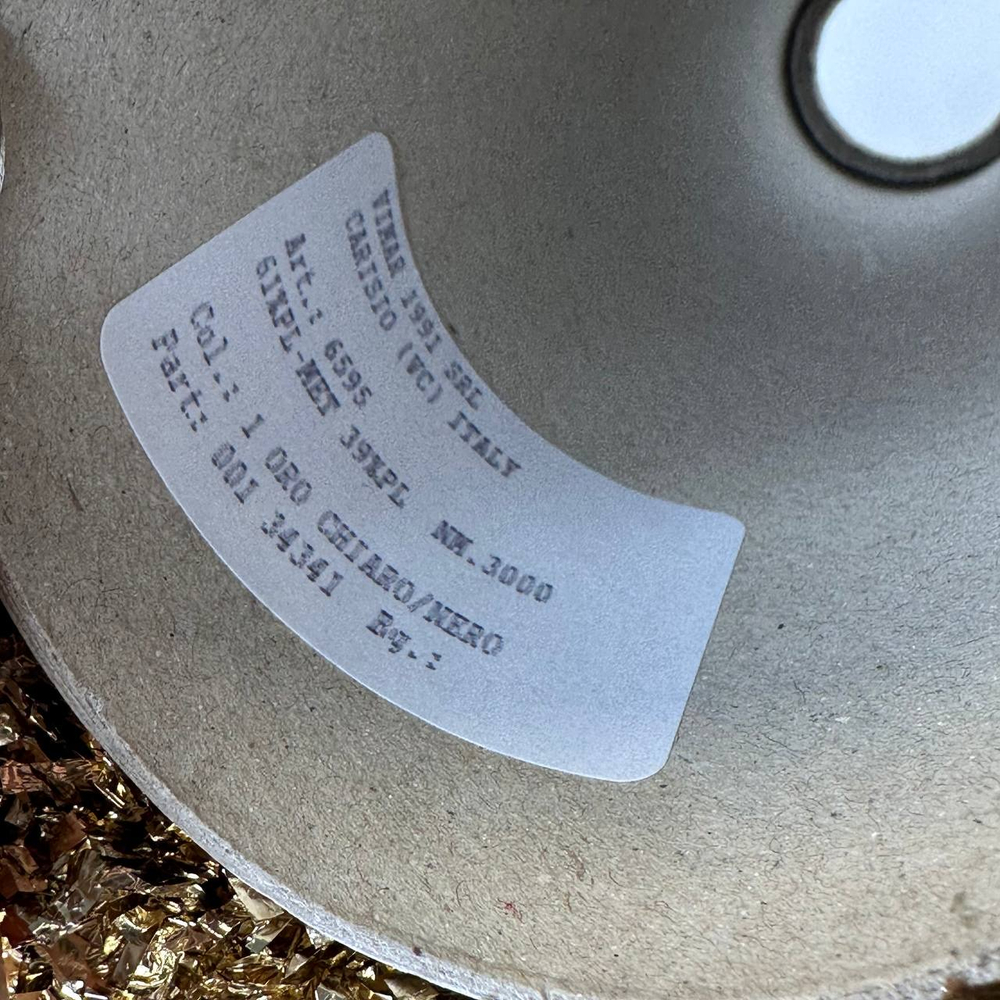 VIMAR 1991 SRL
CARISIO (VC) ITALY
Art.: 6595
61%PL-MET 39%PL NM.3000
Col.: 1 ORO CHIARO/NERO
Part: 001 34341 Rg.: